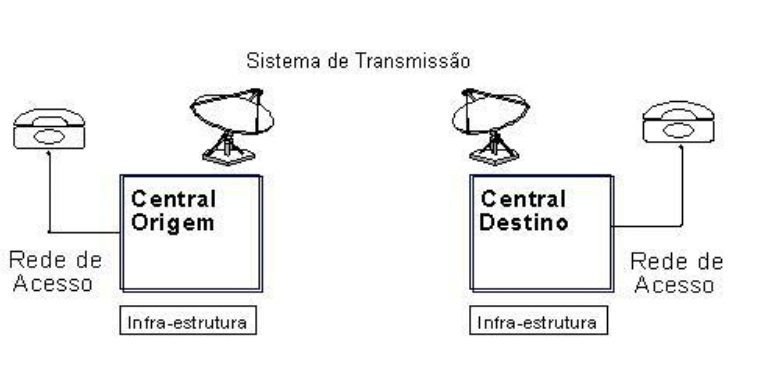 Sistema de Transmissão
Central
Origem
Central
Destino
Rede de
Acesso
Rede de
Acesso
Infra-estrutura
Infra-estrutura